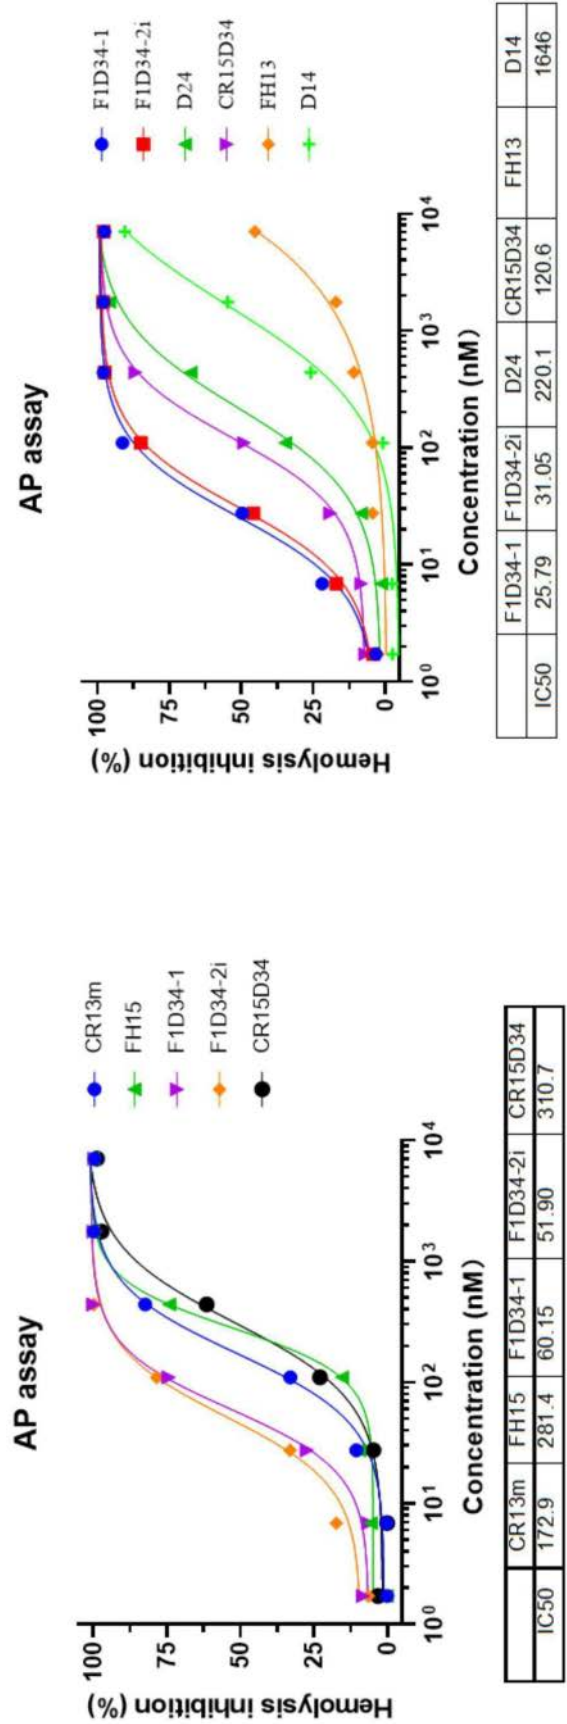 AP assay
Hemolysis inhibition (%)
100
75
50
25
0
10^0
10^1
10^2
10^3
10^4
Concentration (nM)
CR13m
FH15
F1D34-1
F1D34-2i
CR15D34
CR13m FH15 F1D34-1 F1D34-2i CR15D34
IC50 172.9 281.4 60.15 51.90 310.7
AP assay
Hemolysis inhibition (%)
100
75
50
25
0
10^0
10^1
10^2
10^3
10^4
Concentration (nM)
F1D34-1
F1D34-2i
D24
CR15D34
FH13
D14
F1D34-1 F1D34-2i D24 CR15D34 FH13 D14
IC50 25.79 31.05 220.1 120.6 1646